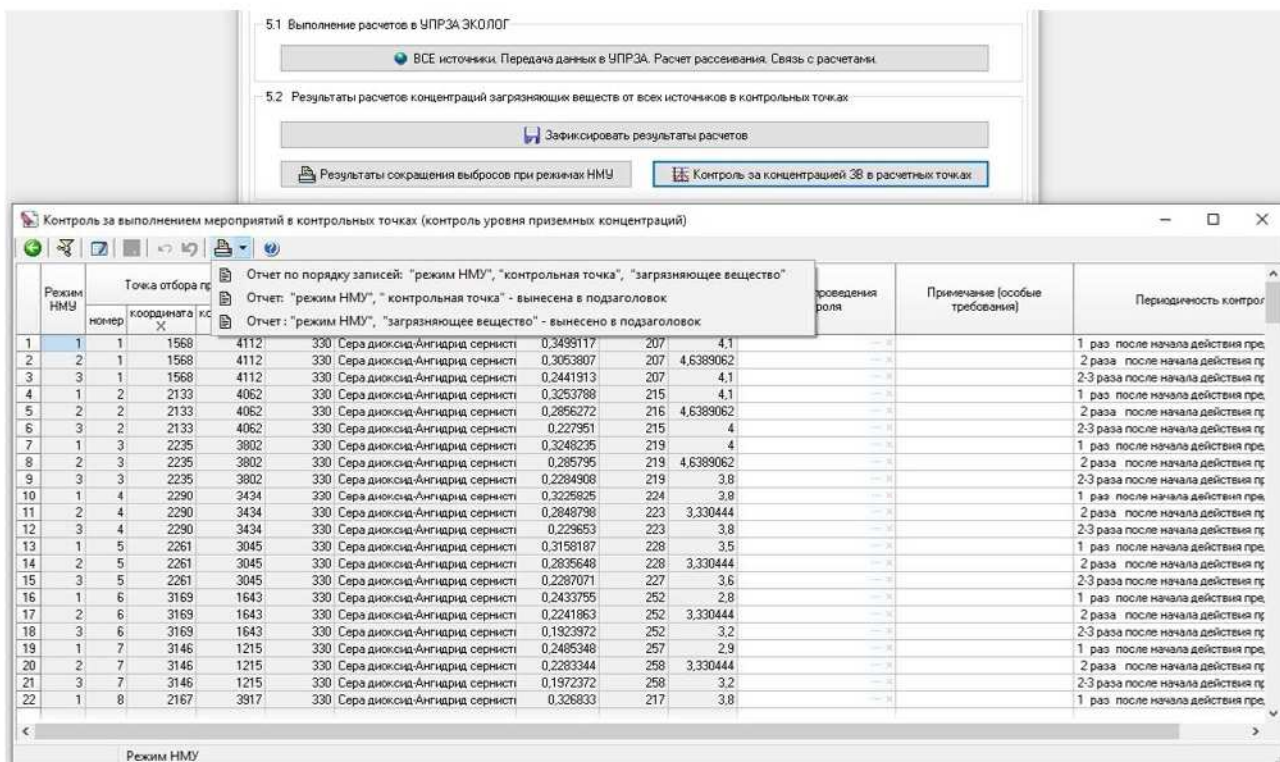 5.1 Выполнение расчетов в УПРЗА ЭКОЛОГ
ВСЕ источники. Передача данных в УПРЗА. Расчет рассеивания. Связь с расчетами.
5.2 Результаты расчетов концентраций загрязняющих веществ от всех источников в контрольных точках
Зафиксировать результаты расчетов
Результаты сокращения выбросов при режимах НМУ
Контроль за концентрацией ЗВ в расчетных точках
Контроль за выполнением мероприятий в контрольных точках (контроль уровня приземных концентраций)
Отчет по порядку записей: "режим НМУ", "контрольная точка", "загрязняющее вещество"
Отчет: "режим НМУ", " контрольная точка" - вынесена в подзаголовок
Отчет : "режим НМУ", "загрязняющее вещество" - вынесено в подзаголовок
Режим НМУ
Точка отбора пр
номер
координата X
ко
проведения
роля
Примечание (особые требования)
Периодичность контрол
1 1 1 1568 4112 330 Сера диоксид-Ангидрид сернисти 0,3499117 207 4,1 1 раз после начала действия пре,
2 2 1 1568 4112 330 Сера диоксид-Ангидрид сернисти 0,3053807 207 4,6389062 2 раза после начала действия пр
3 3 1 1568 4112 330 Сера диоксид-Ангидрид сернисти 0,2441913 207 4,1 2-3 раза после начала действия пр
4 1 2 2133 4062 330 Сера диоксид-Ангидрид сернисти 0,3253788 215 4,1 1 раз после начала действия пре,
5 2 2 2133 4062 330 Сера диоксид-Ангидрид сернисти 0,2856272 216 4,6389062 2 раза после начала действия пр
6 3 2 2133 4062 330 Сера диоксид-Ангидрид сернисти 0,227951 215 4 2-3 раза после начала действия пр
7 1 3 2235 3802 330 Сера диоксид-Ангидрид сернисти 0,3248235 219 4 1 раз после начала действия пре,
8 2 3 2235 3802 330 Сера диоксид-Ангидрид сернисти 0,285795 219 4,6389062 2 раза после начала действия пр
9 3 3 2235 3802 330 Сера диоксид-Ангидрид сернисти 0,2284908 219 3,8 2-3 раза после начала действия пр
10 1 4 2290 3434 330 Сера диоксид-Ангидрид сернисти 0,3225825 224 3,8 1 раз после начала действия пре,
11 2 4 2290 3434 330 Сера диоксид-Ангидрид сернисти 0,2848798 223 3,330444 2 раза после начала действия пр
12 3 4 2290 3434 330 Сера диоксид-Ангидрид сернисти 0,229653 223 3,8 2-3 раза после начала действия пр
13 1 5 2261 3045 330 Сера диоксид-Ангидрид сернисти 0,3158187 228 3,5 1 раз после начала действия пре,
14 2 5 2261 3045 330 Сера диоксид-Ангидрид сернисти 0,2835648 228 3,330444 2 раза после начала действия пр
15 3 5 2261 3045 330 Сера диоксид-Ангидрид сернисти 0,2287071 227 3,6 2-3 раза после начала действия пр
16 1 6 3169 1643 330 Сера диоксид-Ангидрид сернисти 0,2433755 252 2,8 1 раз после начала действия пре,
17 2 6 3169 1643 330 Сера диоксид-Ангидрид сернисти 0,2241863 252 3,330444 2 раза после начала действия пр
18 3 6 3169 1643 330 Сера диоксид-Ангидрид сернисти 0,1923972 252 3,2 2-3 раза после начала действия пр
19 1 7 3146 1215 330 Сера диоксид-Ангидрид сернисти 0,2485348 257 2,9 1 раз после начала действия пре,
20 2 7 3146 1215 330 Сера диоксид-Ангидрид сернисти 0,2283344 258 3,330444 2 раза после начала действия пр
21 3 7 3146 1215 330 Сера диоксид-Ангидрид сернисти 0,1972372 258 3,2 2-3 раза после начала действия пр
22 1 8 2167 3917 330 Сера диоксид-Ангидрид сернисти 0,326833 217 3,8 1 раз после начала действия пре,
Режим НМУ